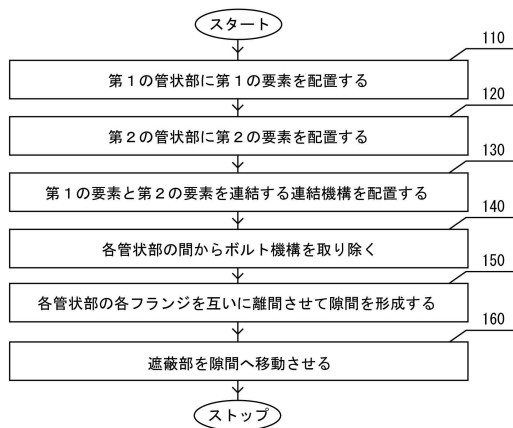 スタート
110
第１の管状部に第１の要素を配置する
120
第２の管状部に第２の要素を配置する
130
第１の要素と第２の要素を連結する連結機構を配置する
140
各管状部の間からボルト機構を取り除く
150
各管状部の各フランジを互いに離間させて隙間を形成する
160
遮蔽部を隙間へ移動させる
ストップ